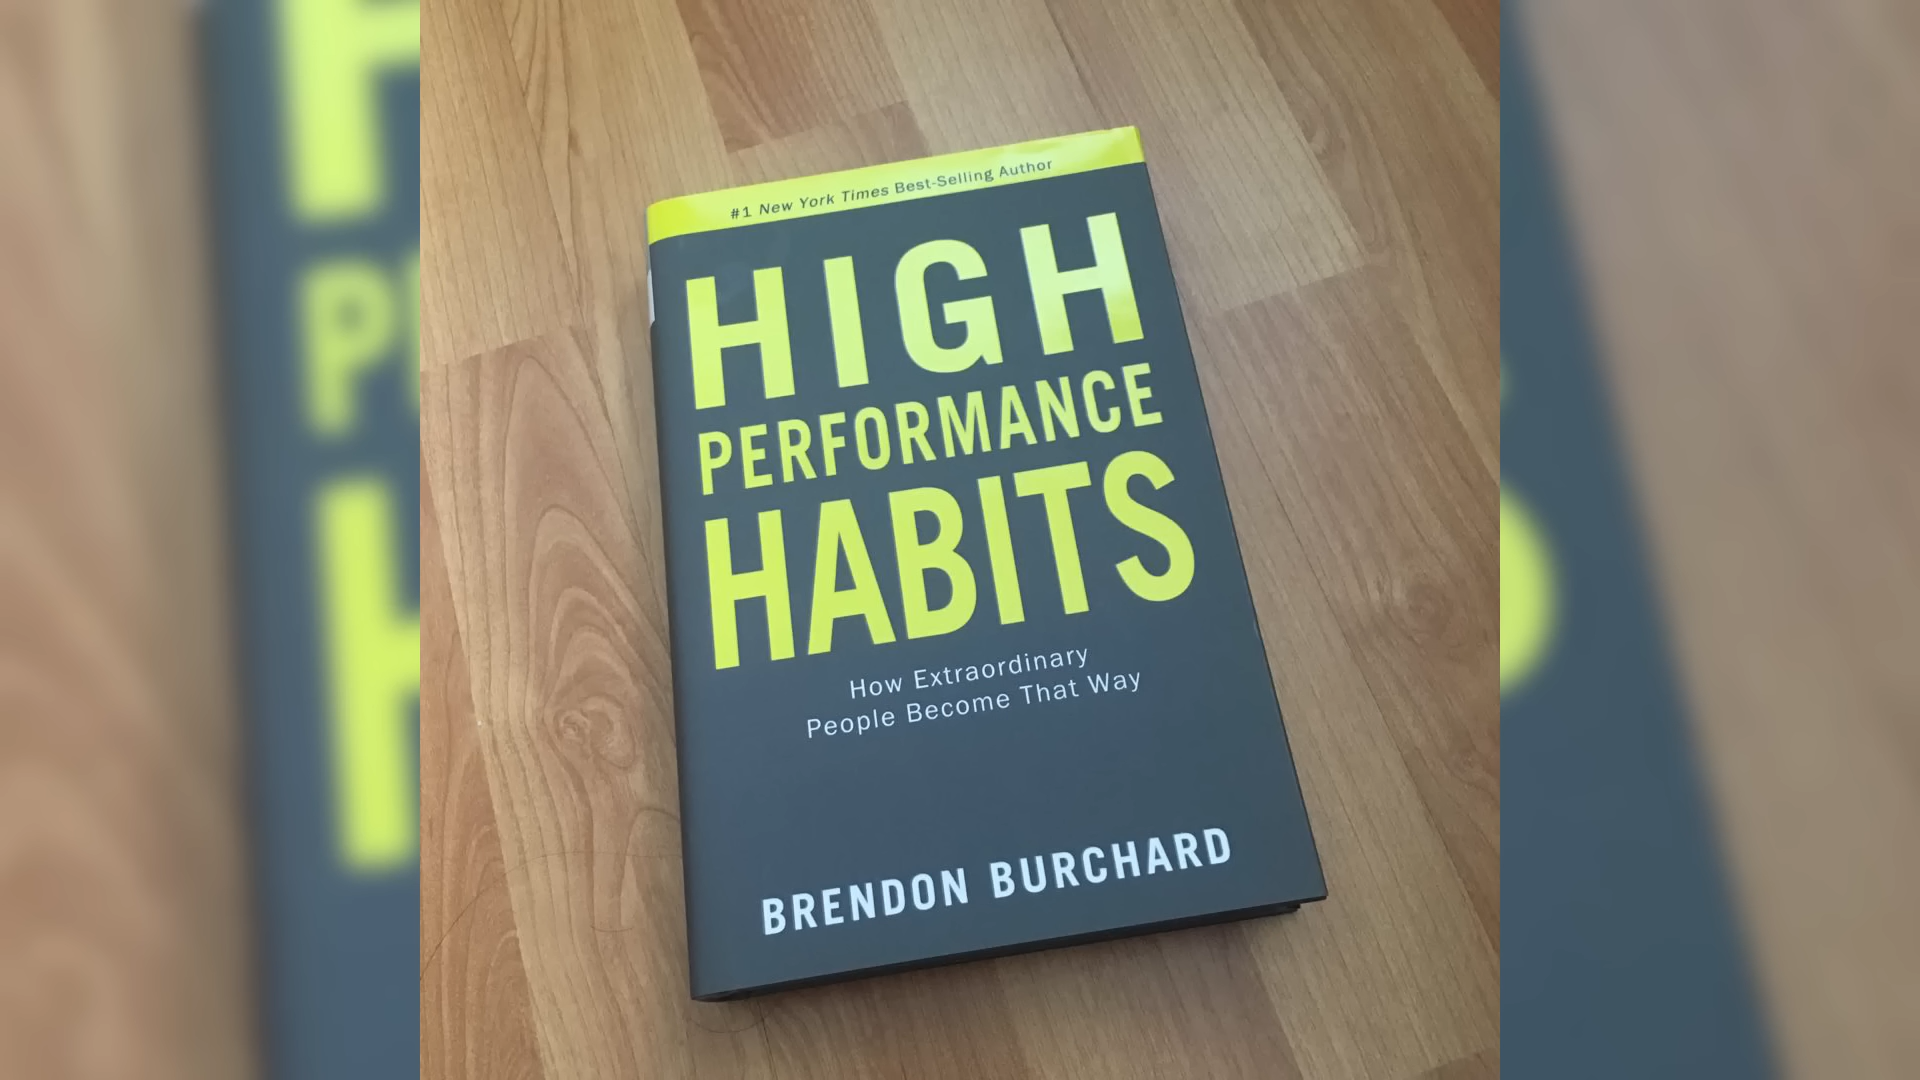 #1 New York Times Best-Selling Author
HIGH
PERFORMANCE
HABITS
How Extraordinary
People Become That Way
BRENDON BURCHARD